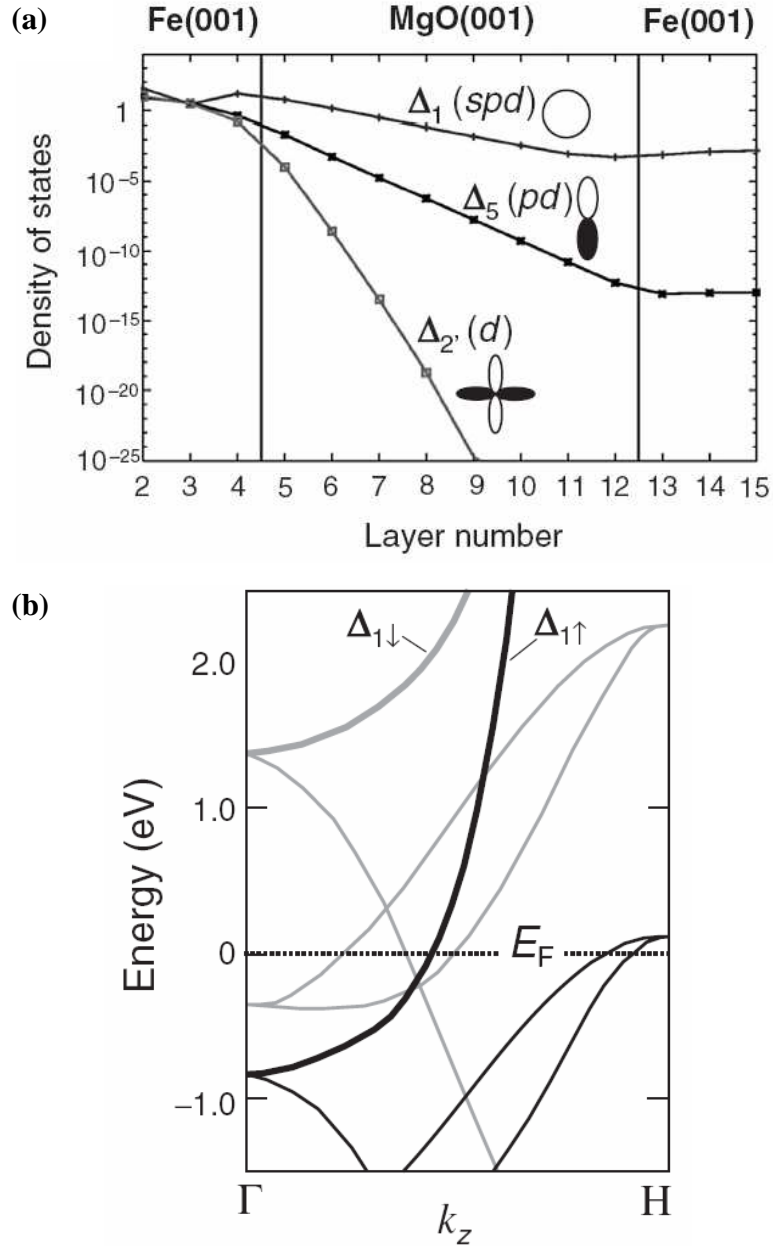 (a)
Fe(001) MgO(001) Fe(001)
Δ₁ (spd)
Δ₅ (pd)
Δ₂' (d)
Density of states
1
10⁻⁵
10⁻¹⁰
10⁻¹⁵
10⁻²⁰
10⁻²⁵
2 3 4 5 6 7 8 9 10 11 12 13 14 15
Layer number
(b)
Δ₁↓ Δ₁↑
Energy (eV)
2.0
1.0
0
E_F
−1.0
Γ H
k_z